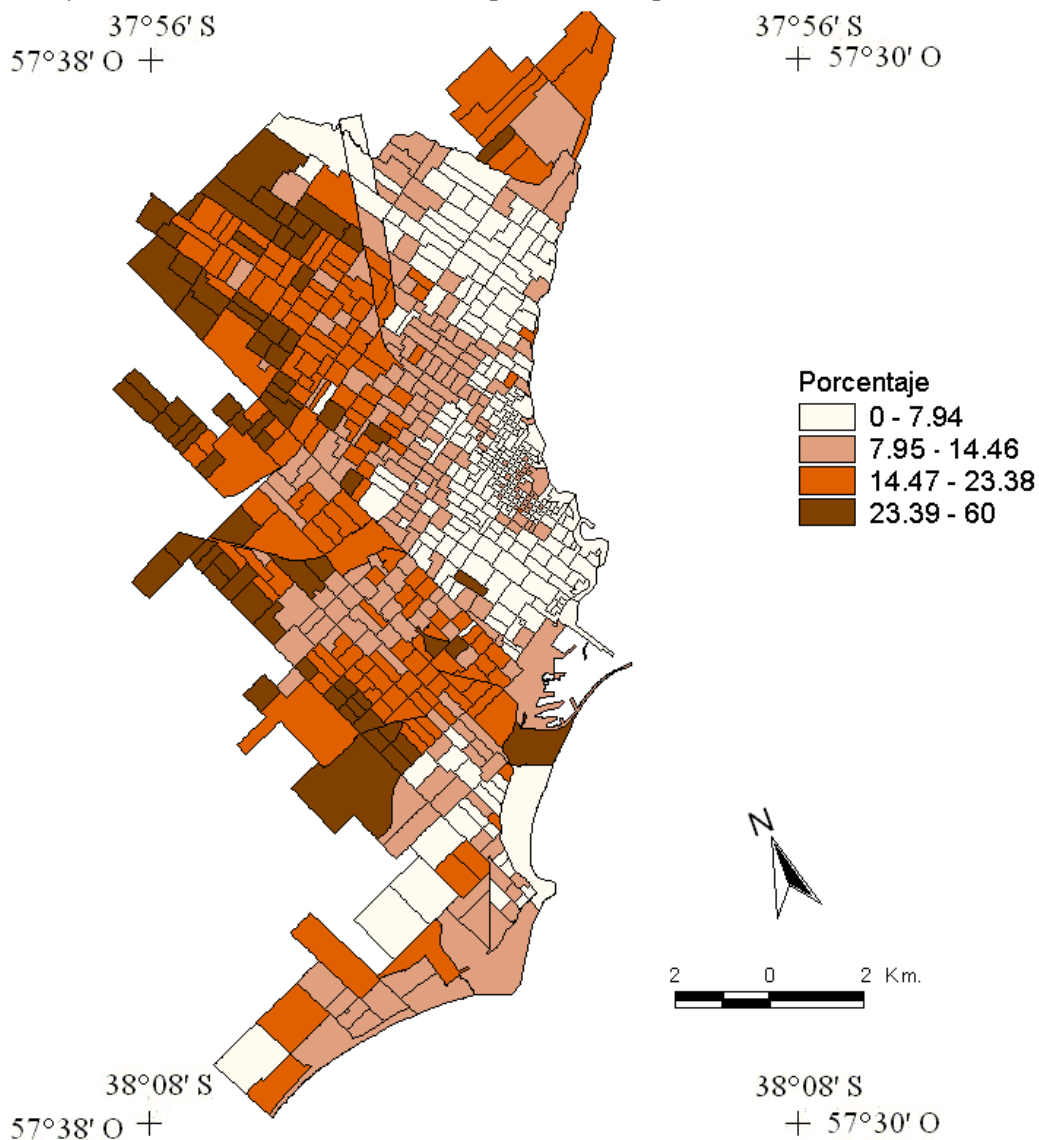 37°56' S
57°38' O
37°56' S
57°30' O
Porcentaje
0 - 7.94
7.95 - 14.46
14.47 - 23.38
23.39 - 60
N
2 0 2 Km.
38°08' S
57°38' O
38°08' S
57°30' O